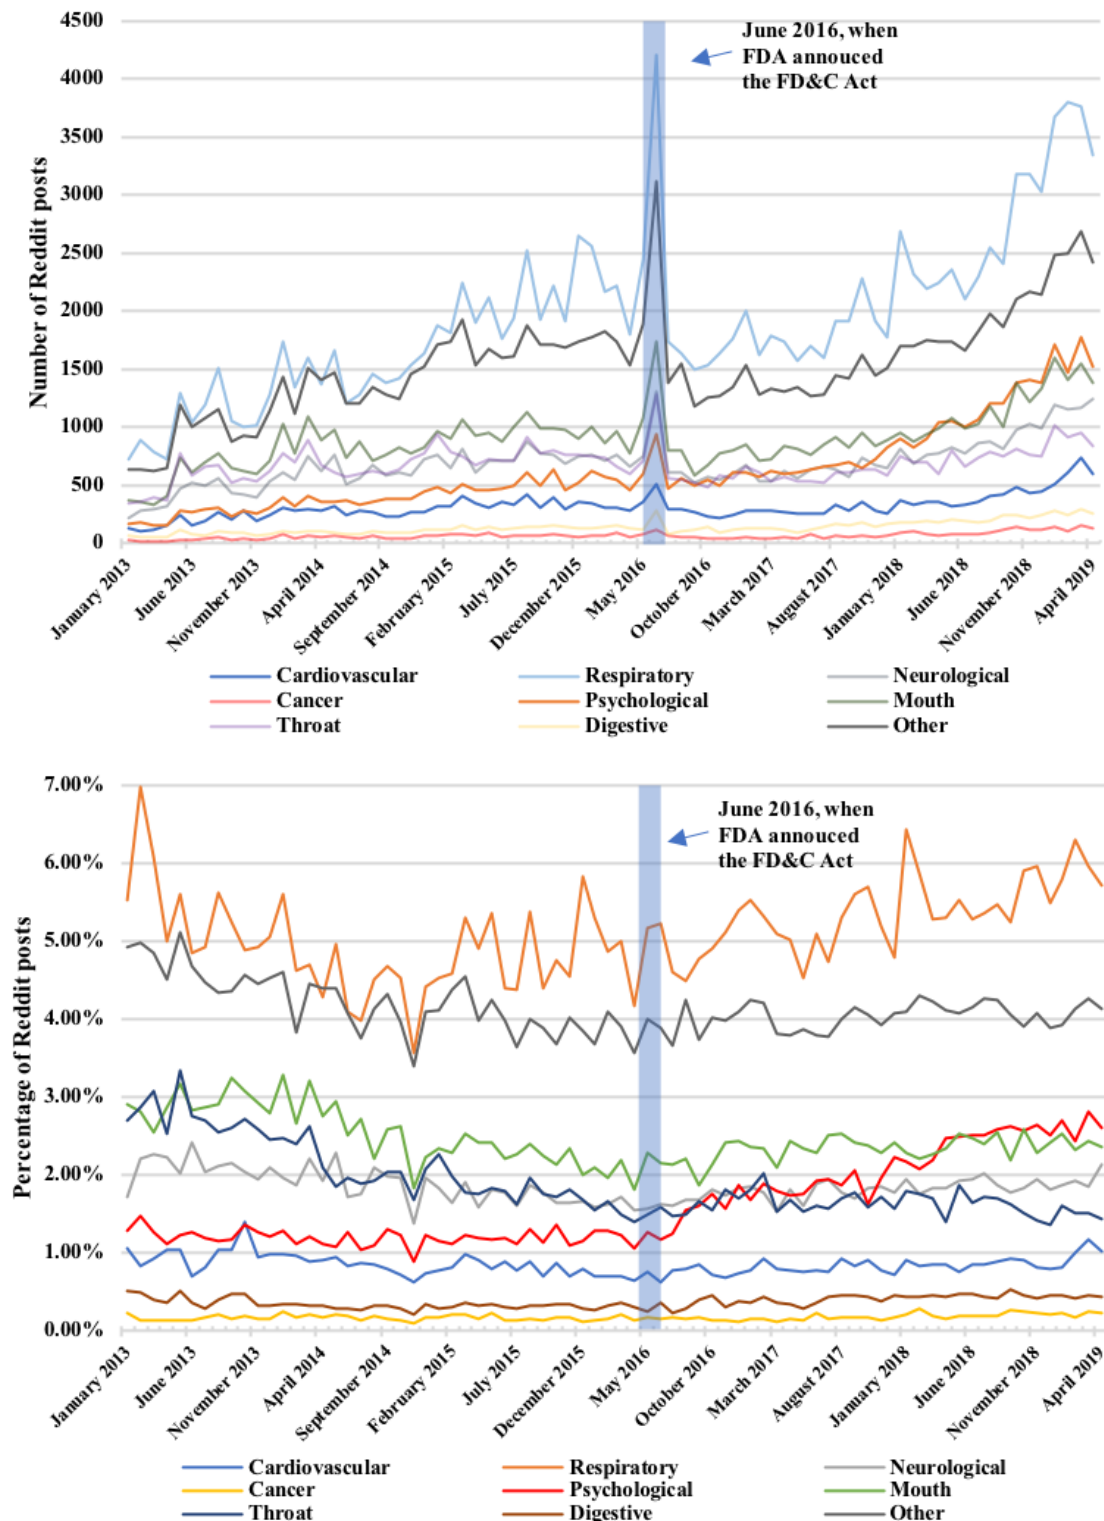 4500
June 2016, when
FDA annouced
the FD&C Act
4000
3500
3000
2500
2000
1500
1000
500
0
Number of Reddit posts
January 2013
June 2013
November 2013
April 2014
September 2014
February 2015
July 2015
December 2015
May 2016
October 2016
March 2017
August 2017
January 2018
June 2018
November 2018
April 2019
Cardiovascular
Respiratory
Neurological
Cancer
Psychological
Mouth
Throat
Digestive
Other
7.00%
June 2016, when
FDA annouced
the FD&C Act
6.00%
5.00%
4.00%
3.00%
2.00%
1.00%
0.00%
Percentage of Reddit posts
January 2013
June 2013
November 2013
April 2014
September 2014
February 2015
July 2015
December 2015
May 2016
October 2016
March 2017
August 2017
January 2018
June 2018
November 2018
April 2019
Cardiovascular
Respiratory
Neurological
Cancer
Psychological
Mouth
Throat
Digestive
Other